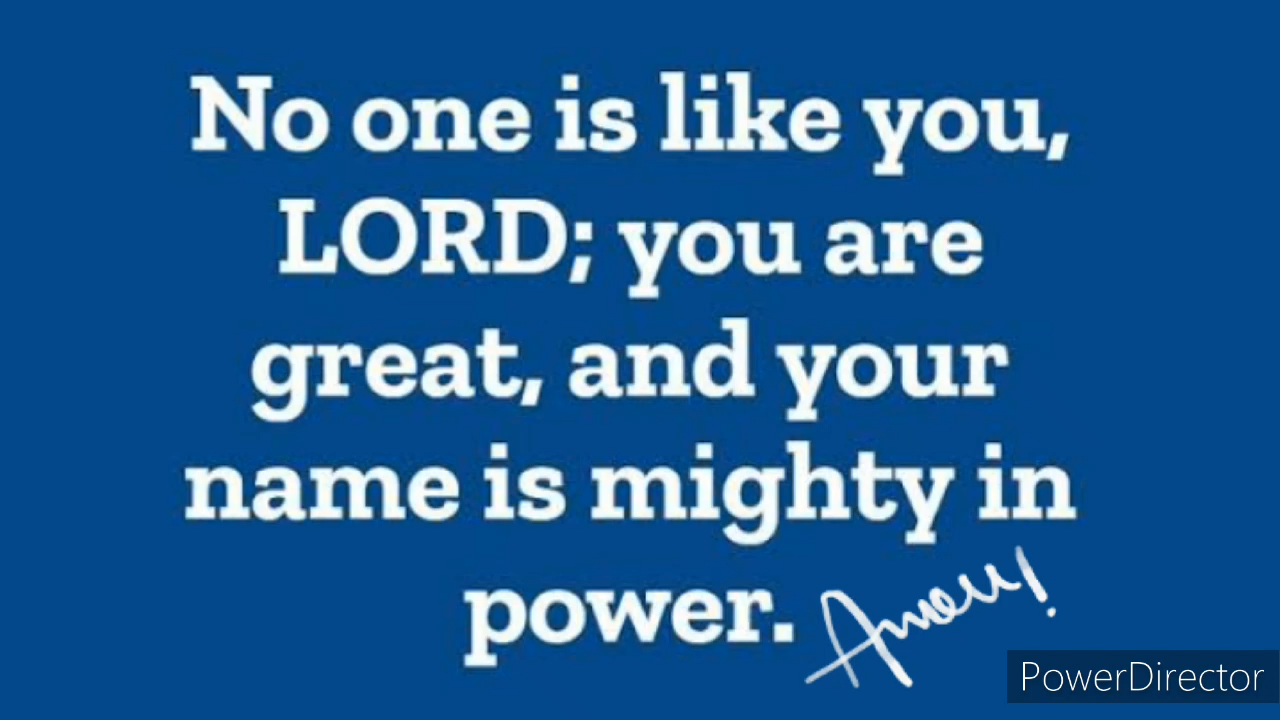 No one is like you,
LORD; you are
great, and your
name is mighty in
power.
Amen!
PowerDirector